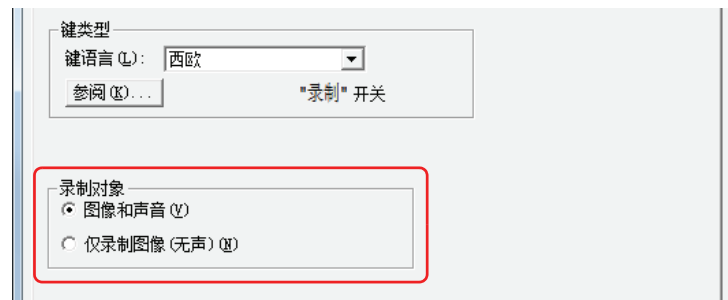 键类型
键语言(L): 西欧
参阅(K)... "录制" 开关
录制对象
图像和声音(V)
仅录制图像(无声)(N)